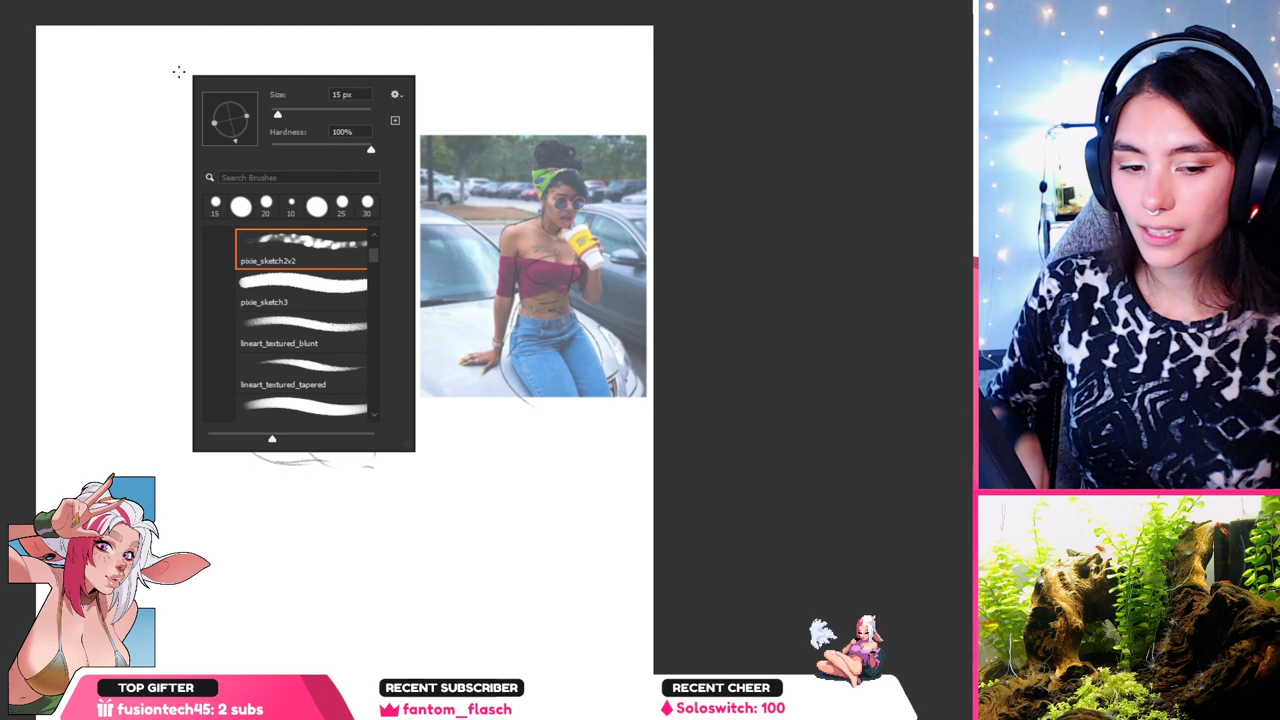 Size:
15 px
Hardness:
100%
Search Brushes
15
20
10
25
30
pixie_sketch2v2
pixie_sketch3
lineart_textured_blunt
lineart_textured_tapered
TOP GIFTER
fusiontech45: 2 subs
RECENT SUBSCRIBER
fantom_flasch
RECENT CHEER
Soloswitch: 100